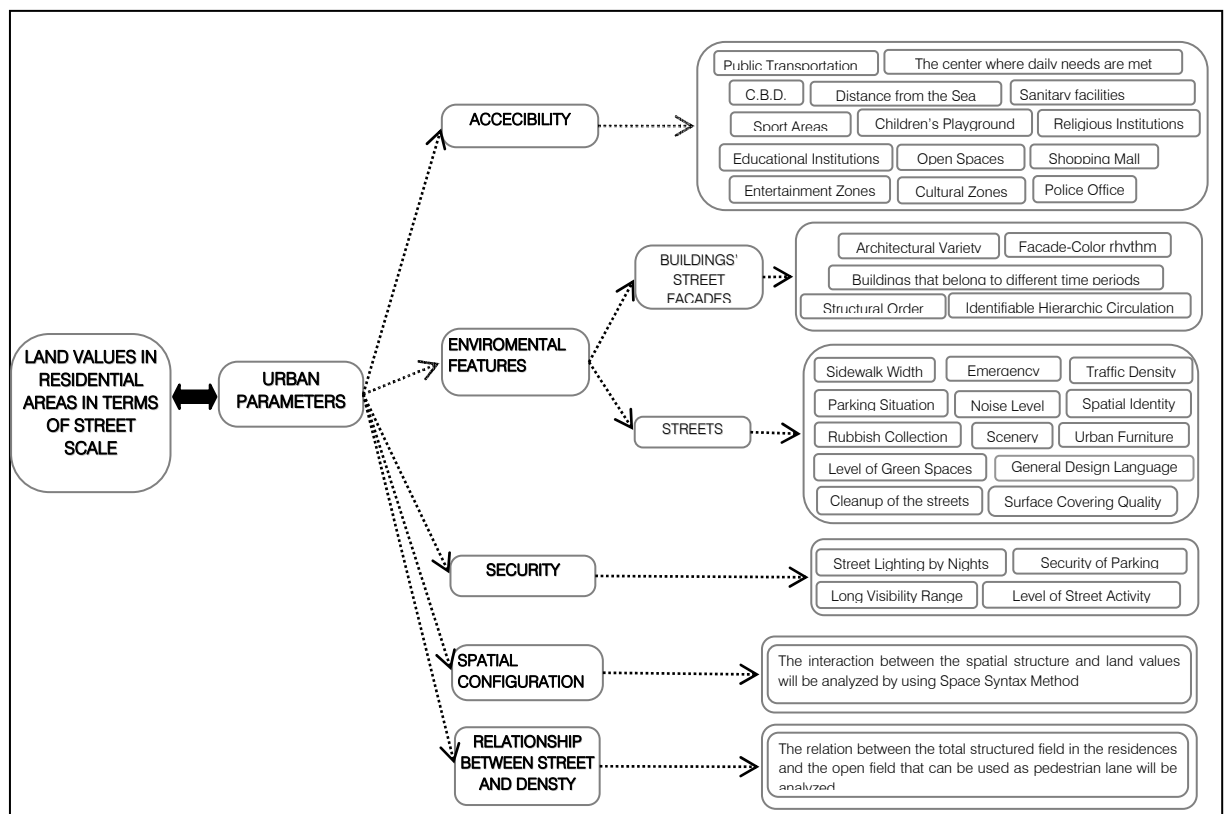 LAND VALUES IN
RESIDENTIAL
AREAS IN TERMS
OF STREET
SCALE
URBAN
PARAMETERS
ACCECIBILITY
Public Transportation
The center where daily needs are met
C.B.D.
Distance from the Sea
Sanitary facilities
Sport Areas
Children's Playground
Religious Institutions
Educational Institutions
Open Spaces
Shopping Mall
Entertainment Zones
Cultural Zones
Police Office
ENVIROMENTAL
FEATURES
BUILDINGS'
STREET
FACADES
Architectural Variety
Facade-Color rhythm
Buildings that belong to different time periods
Structural Order
Identifiable Hierarchic Circulation
STREETS
Sidewalk Width
Emergency
Traffic Density
Parking Situation
Noise Level
Spatial Identity
Rubbish Collection
Scenery
Urban Furniture
Level of Green Spaces
General Design Language
Cleanup of the streets
Surface Covering Quality
SECURITY
Street Lighting by Nights
Security of Parking
Long Visibility Range
Level of Street Activity
SPATIAL
CONFIGURATION
The interaction between the spatial structure and land values
will be analyzed by using Space Syntax Method
RELATIONSHIP
BETWEEN STREET
AND DENSTY
The relation between the total structured field in the residences
and the open field that can be used as pedestrian lane will be
analyzed